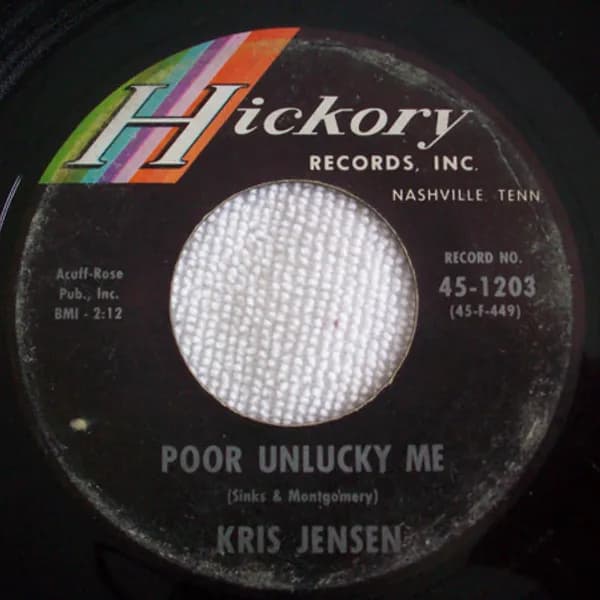 Hickory
RECORDS, INC.
NASHVILLE, TENN
Acuff-Rose
Pub., Inc.
BMI - 2:12
RECORD NO.
45-1203
(45-F-449)
POOR UNLUCKY ME
(Sinks & Montgomery)
KRIS JENSEN